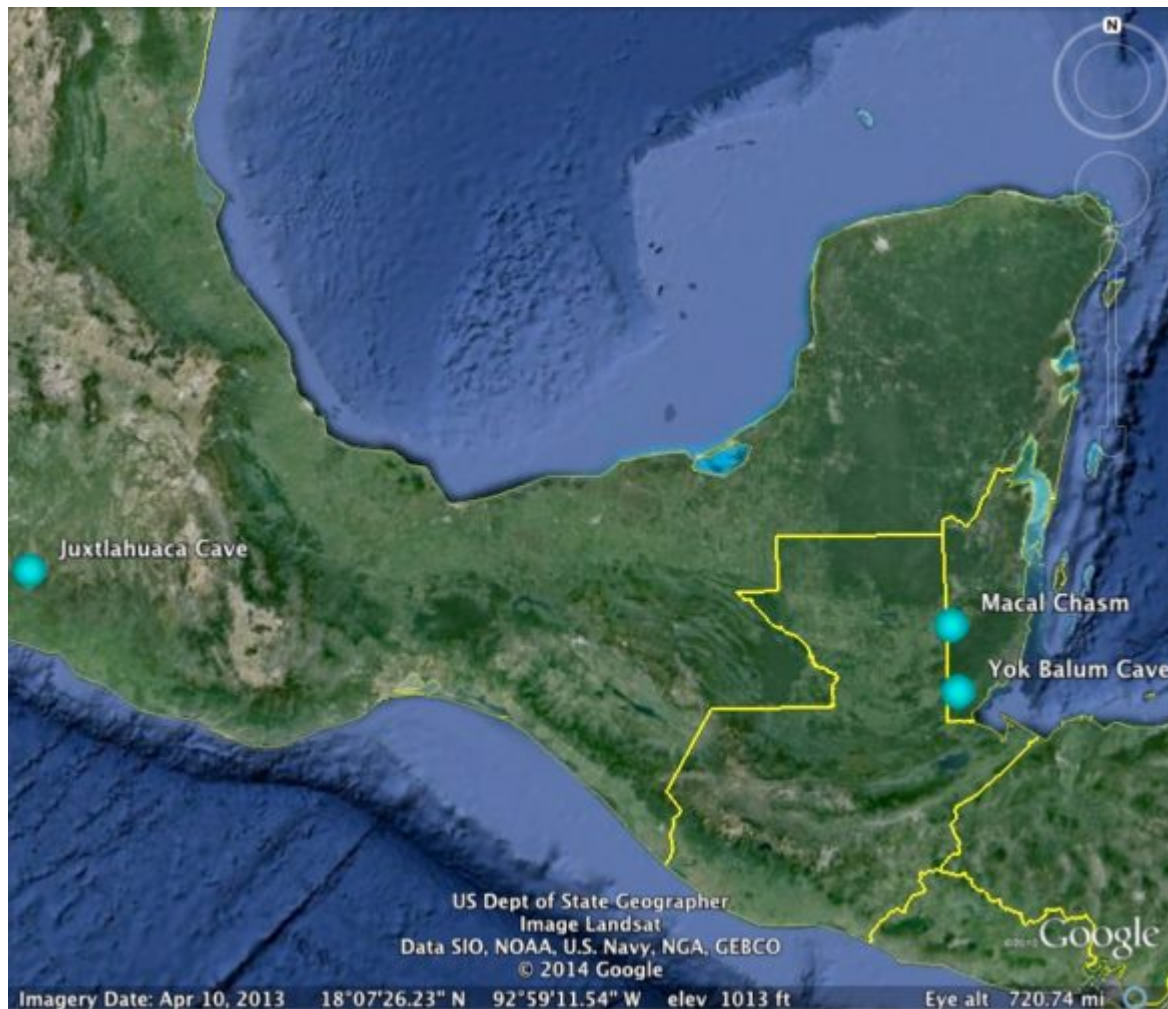 N
Juxtlahuaca Cave
Macal Chasm
Yok Balum Cave
US Dept of State Geographer
Image Landsat
Data SIO, NOAA, U.S. Navy, NGA, GEBCO
© 2014 Google
Google
Imagery Date: Apr 10, 2013 18°07'26.23" N 92°59'11.54" W elev 1013 ft Eye alt 720.74 mi